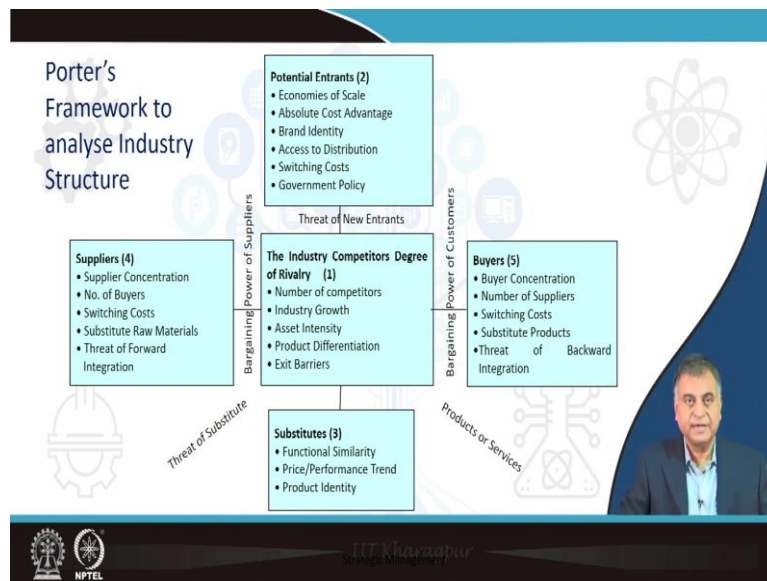 Porter's
Framework to
analyse Industry
Structure
Potential Entrants (2)
• Economies of Scale
• Absolute Cost Advantage
• Brand Identity
• Access to Distribution
• Switching Costs
• Government Policy
Threat of New Entrants
Bargaining Power of Suppliers
Bargaining Power of Customers
Suppliers (4)
• Supplier Concentration
• No. of Buyers
• Switching Costs
• Substitute Raw Materials
• Threat of Forward
Integration
The Industry Competitors Degree
of Rivalry (1)
• Number of competitors
• Industry Growth
• Asset Intensity
• Product Differentiation
• Exit Barriers
Buyers (5)
• Buyer Concentration
• Number of Suppliers
• Switching Costs
• Substitute Products
•Threat of Backward
Integration
Threat of Substitute
Products or Services
Substitutes (3)
• Functional Similarity
• Price/Performance Trend
• Product Identity
NPTEL
IIT Kharagpur
Strategic Management